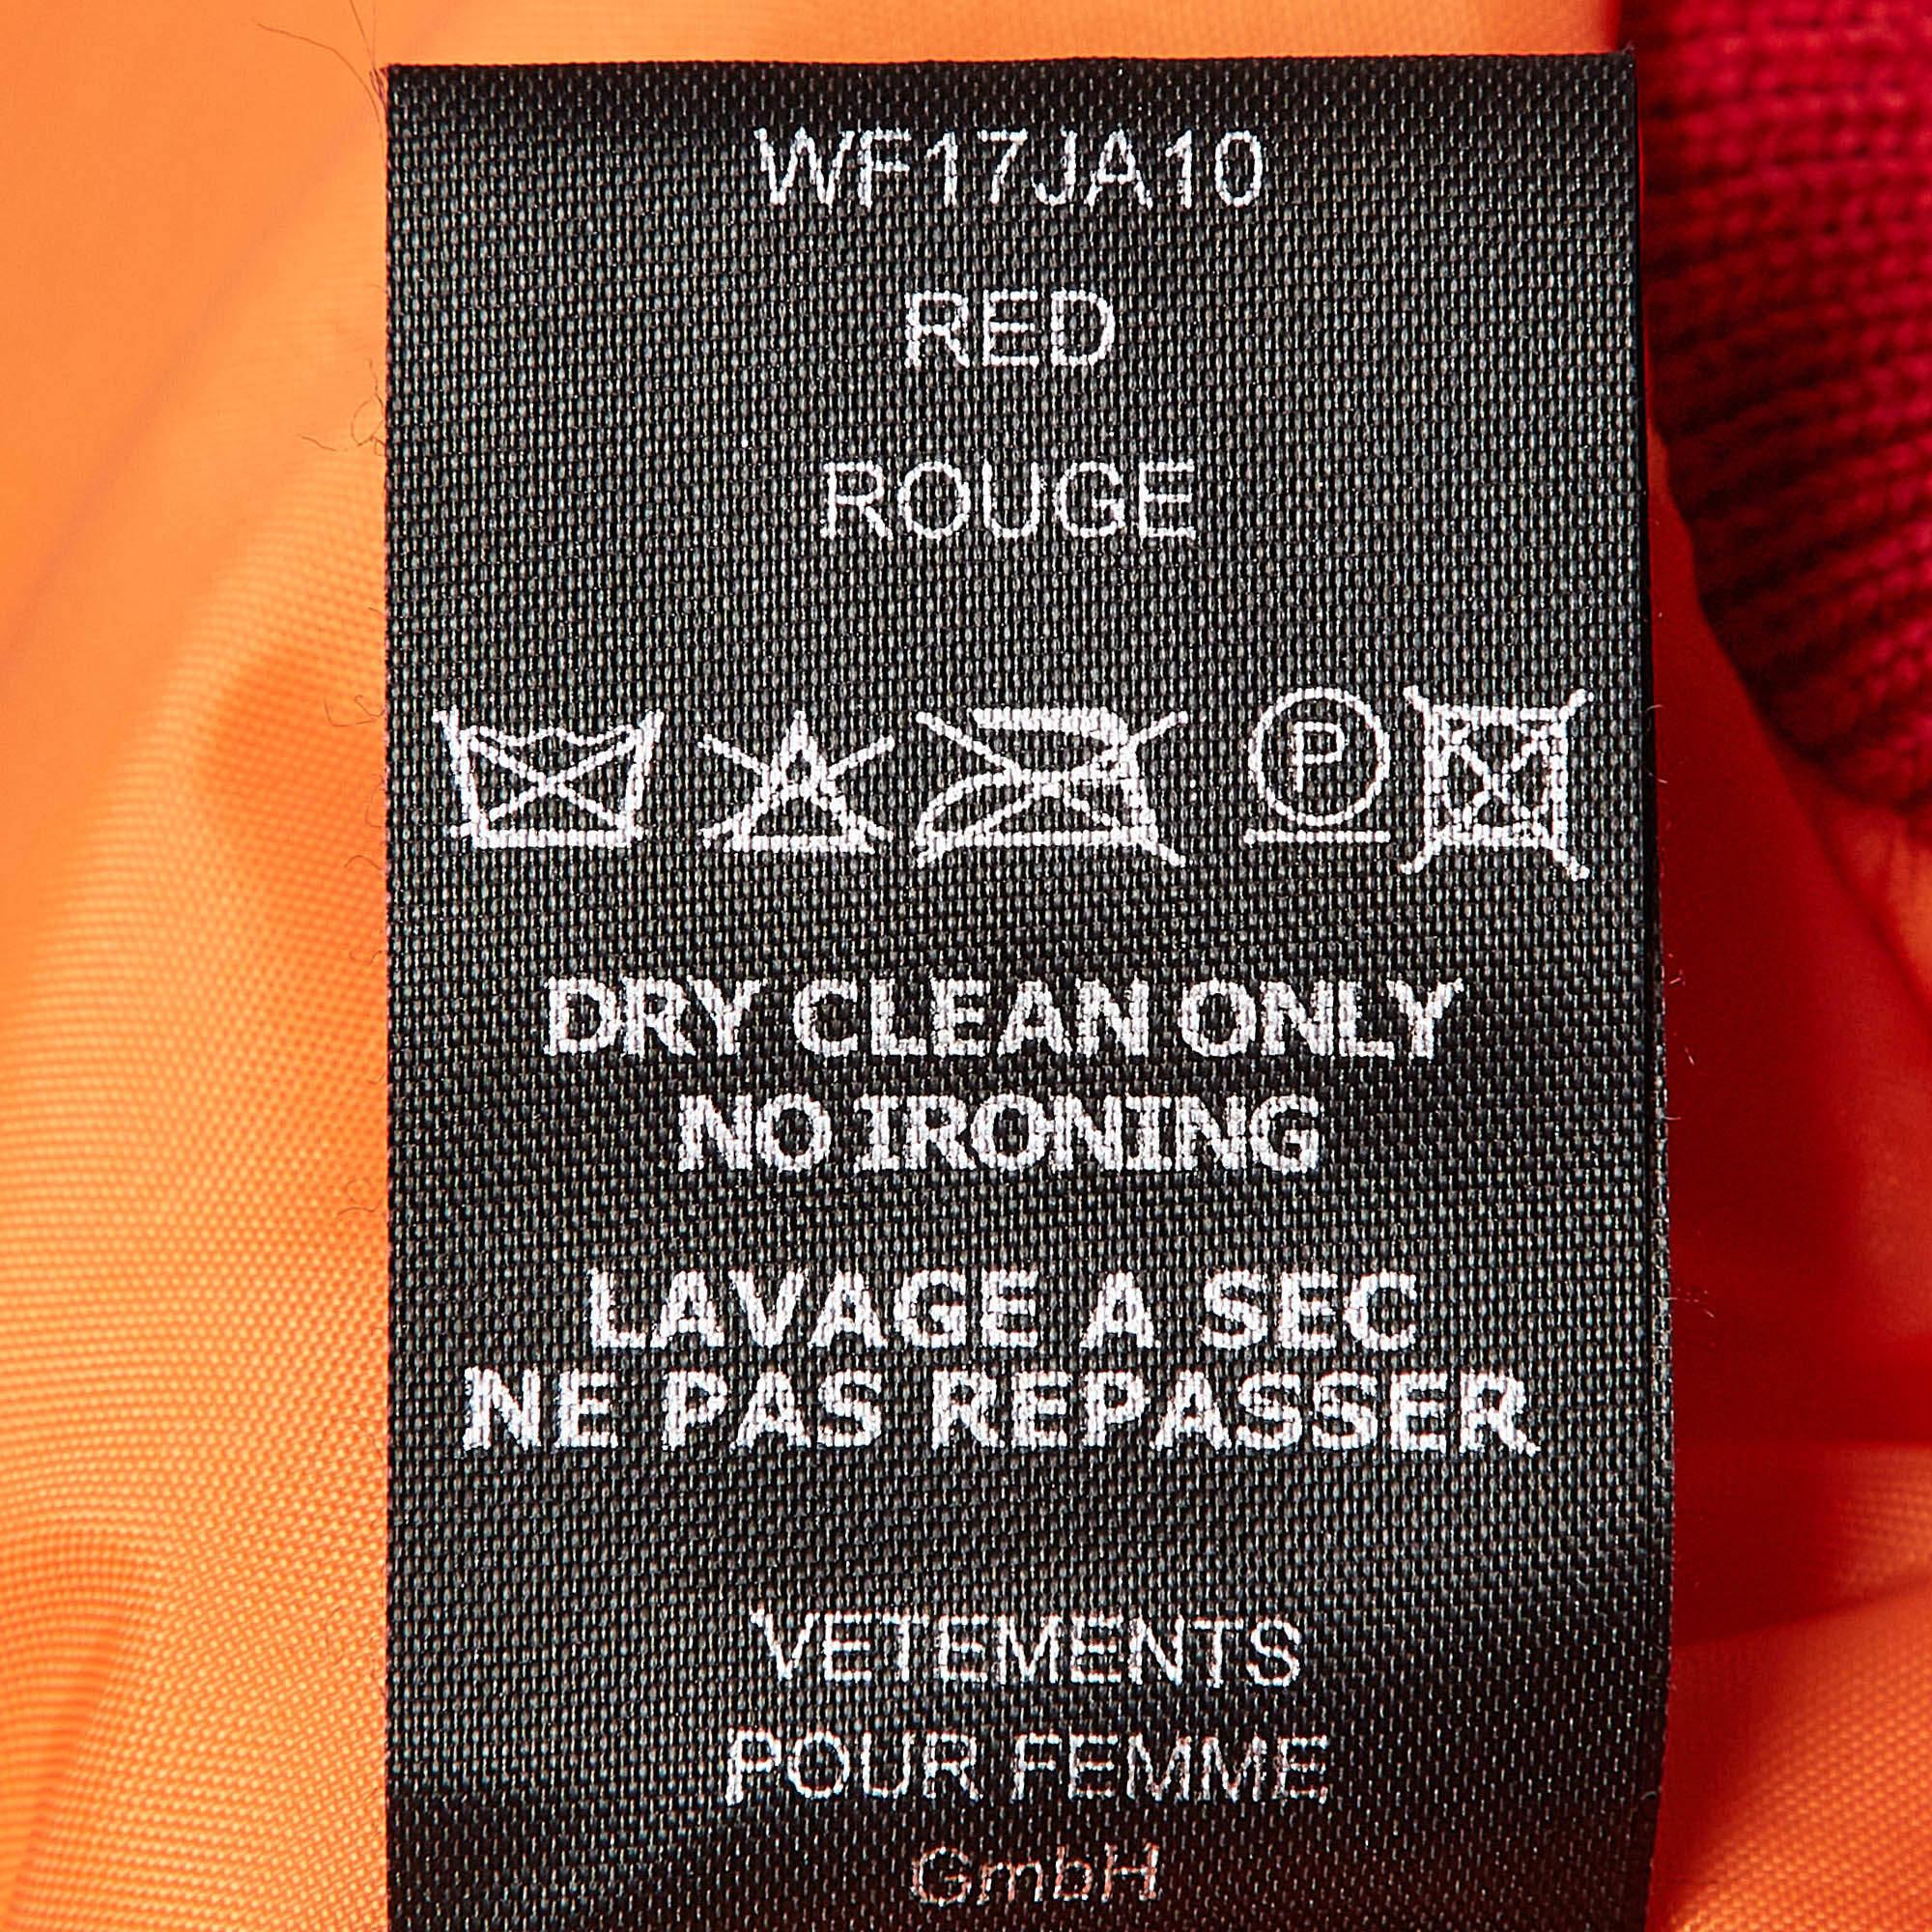 WF17JA10
RED
ROUGE
P
DRY CLEAN ONLY
NO IRONING
LAVAGE A SEC
NE PAS REPASSER
VETEMENTS
POUR FEMME
GmbH